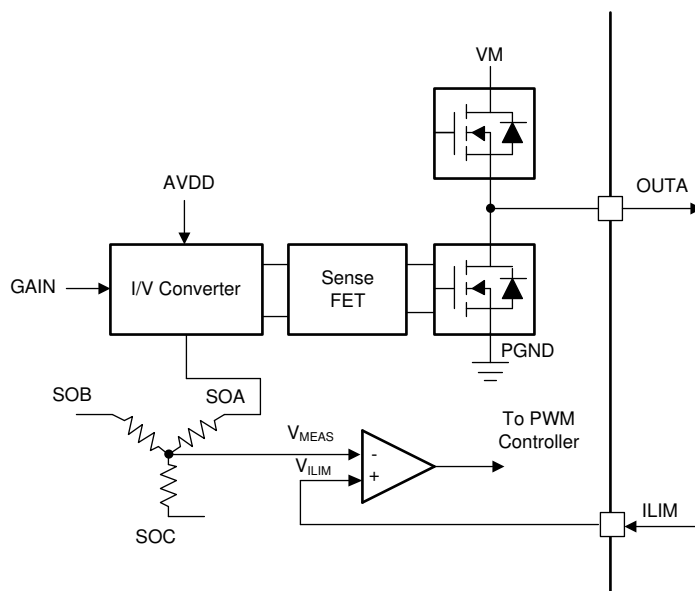 VM
OUTA
AVDD
GAIN
I/V Converter
Sense
FET
PGND
SOB
SOA
SOC
VMEAS
VILIM
-
+
To PWM
Controller
ILIM